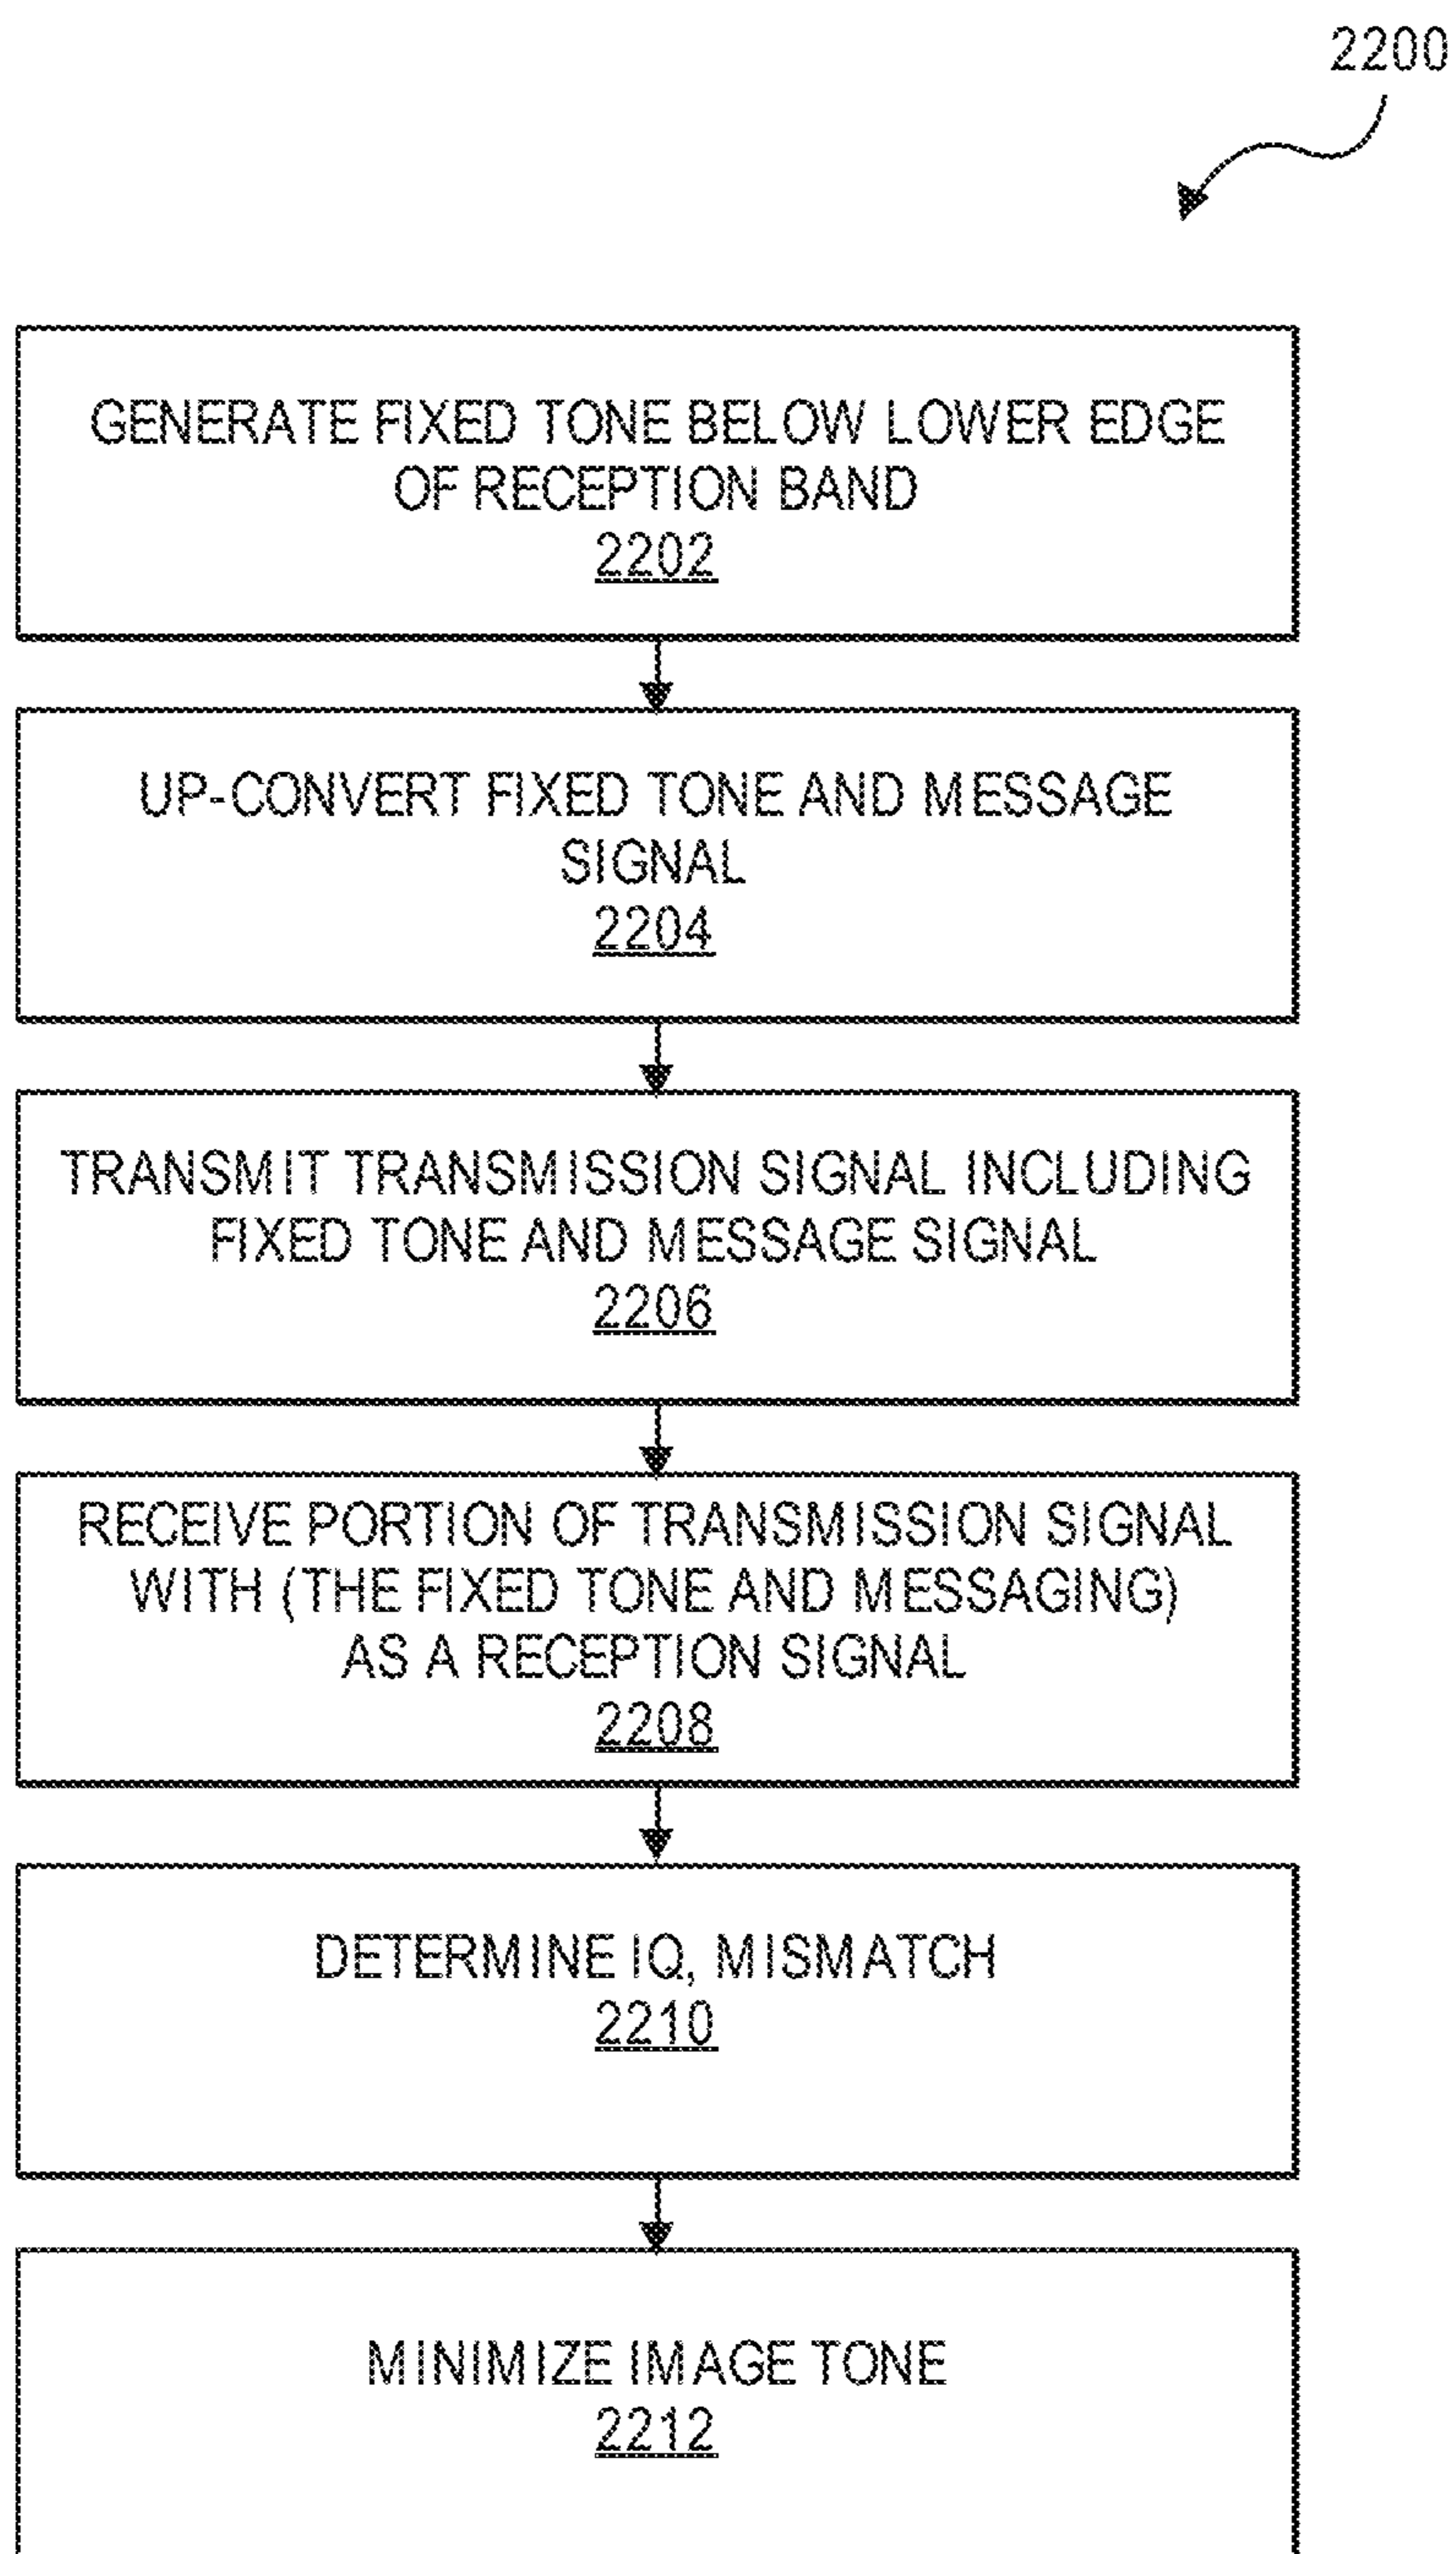 2200
GENERATE FIXED TONE BELOW LOWER EDGE
OF RECEPTION BAND
2202
UP-CONVERT FIXED TONE AND MESSAGE
SIGNAL
2204
TRANSMIT TRANSMISSION SIGNAL INCLUDING
FIXED TONE AND MESSAGE SIGNAL
2206
RECEIVE PORTION OF TRANSMISSION SIGNAL
WITH (THE FIXED TONE AND MESSAGING)
AS A RECEPTION SIGNAL
2208
DETERMINE IQ, MISMATCH
2210
MINIMIZE IMAGE TONE
2212